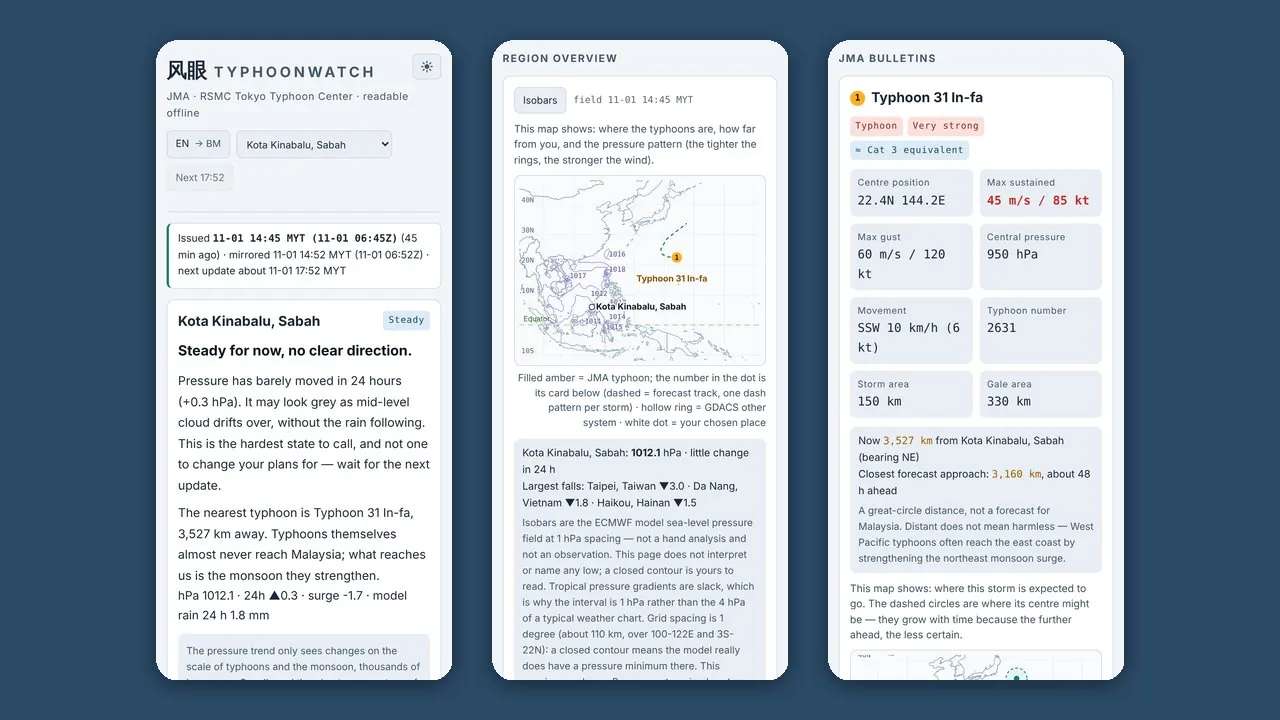 风眼 TYPHOONWATCH
JMA · RSMC Tokyo Typhoon Center · readable
offline
EN → BM
Kota Kinabalu, Sabah
Next 17:52
Issued 11-01 14:45 MYT (11-01 06:45Z) (45
min ago) · mirrored 11-01 14:52 MYT (11-01 06:52Z) ·
next update about 11-01 17:52 MYT
Kota Kinabalu, Sabah
Steady
Steady for now, no clear direction.
Pressure has barely moved in 24 hours
(+0.3 hPa). It may look grey as mid-level
cloud drifts over, without the rain following.
This is the hardest state to call, and not one
to change your plans for — wait for the next
update.
The nearest typhoon is Typhoon 31 In-fa,
3,527 km away. Typhoons themselves
almost never reach Malaysia; what reaches
us is the monsoon they strengthen.
hPa 1012.1 · 24h ▲0.3 · surge -1.7 · model
rain 24 h 1.8 mm
The pressure trend only sees changes on the
scale of typhoons and the monsoon, thousands of
REGION OVERVIEW
Isobars
field 11-01 14:45 MYT
This map shows: where the typhoons are, how far
from you, and the pressure pattern (the tighter the
rings, the stronger the wind).
40N
30N
20N
10N
Equator
10S
1016
1018
1017
1012
1014
1011
1015
1
Typhoon 31 In-fa
Kota Kinabalu, Sabah
Filled amber = JMA typhoon; the number in the dot is
its card below (dashed = forecast track, one dash
pattern per storm) · hollow ring = GDACS other
system · white dot = your chosen place
Kota Kinabalu, Sabah: 1012.1 hPa · little change
in 24 h
Largest falls: Taipei, Taiwan ▼3.0 · Da Nang,
Vietnam ▼1.8 · Haikou, Hainan ▼1.5
Isobars are the ECMWF model sea-level pressure
field at 1 hPa spacing — not a hand analysis and
not an observation. This page does not interpret
or name any low; a closed contour is yours to
read. Tropical pressure gradients are slack, which
is why the interval is 1 hPa rather than the 4 hPa
of a typical weather chart. Grid spacing is 1
degree (about 110 km, over 100-122E and 3S-
22N): a closed contour means the model really
does have a pressure minimum there. This
JMA BULLETINS
1 Typhoon 31 In-fa
Typhoon
Very strong
≈ Cat 3 equivalent
Centre position
22.4N 144.2E
Max sustained
45 m/s / 85 kt
Max gust
60 m/s / 120
kt
Central pressure
950 hPa
Movement
SSW 10 km/h (6
kt)
Typhoon number
2631
Storm area
150 km
Gale area
330 km
Now 3,527 km from Kota Kinabalu, Sabah
(bearing NE)
Closest forecast approach: 3,160 km, about 48
h ahead
A great-circle distance, not a forecast for
Malaysia. Distant does not mean harmless — West
Pacific typhoons often reach the east coast by
strengthening the northeast monsoon surge.
This map shows: where this storm is expected to
go. The dashed circles are where its centre might
be — they grow with time because the further
ahead, the less certain.